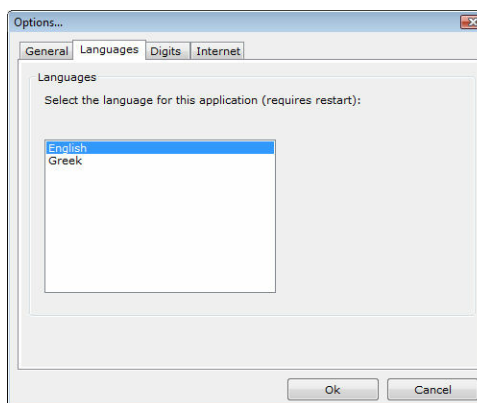 Options...
General Languages Digits Internet
Languages
Select the language for this application (requires restart):
English
Greek
Ok Cancel